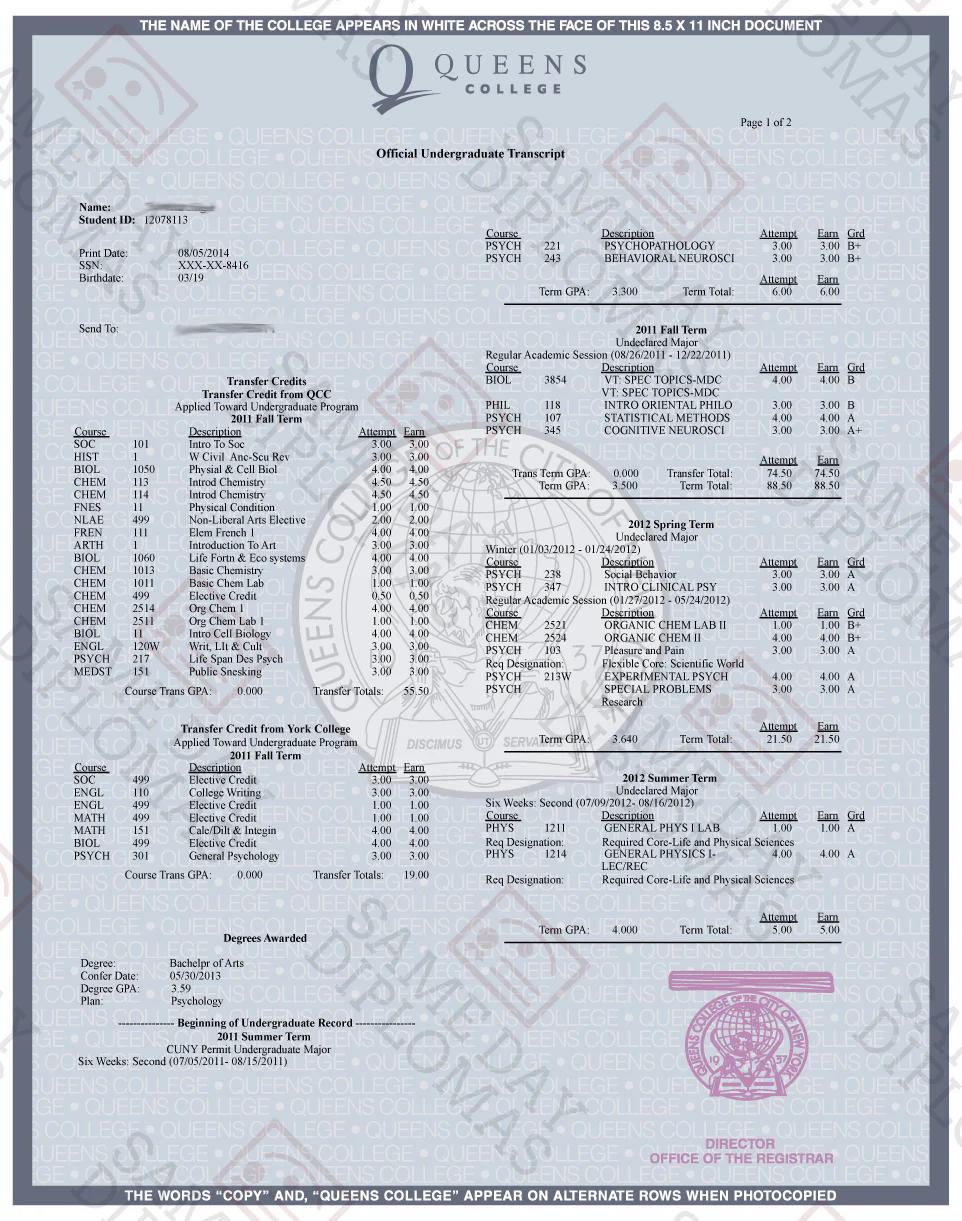 THE NAME OF THE COLLEGE APPEARS IN WHITE ACROSS THE FACE OF THIS 8.5 X 11 INCH DOCUMENT
QUEENS
COLLEGE
Page 1 of 2
Official Undergraduate Transcript
Name:
Student ID: 12078113
Print Date: 08/05/2014
SSN: XXX-XX-8416
Birthdate: 03/19
Send To:
Transfer Credits
Transfer Credit from QCC
Applied Toward Undergraduate Program
2011 Fall Term
Course Description Attempt Earn
SOC 101 Intro To Soc 3.00 3.00
HIST 1 W Civil Anc-Scu Rev 3.00 3.00
BIOL 1050 Physial & Cell Biol 4.00 4.00
CHEM 113 Introd Chemistry 4.50 4.50
CHEM 114 Introd Chemistry 4.50 4.50
FNES 11 Physical Condition 1.00 1.00
NLAE 499 Non-Liberal Arts Elective 2.00 2.00
FREN 111 Elem French 1 4.00 4.00
ARTH 1 Introduction To Art 3.00 3.00
BIOL 1060 Life Fortn & Eco systems 4.00 4.00
CHEM 1013 Basic Chemistry 3.00 3.00
CHEM 1011 Basic Chem Lab 1.00 1.00
CHEM 499 Elective Credit 0.50 0.50
CHEM 2514 Org Chem 1 4.00 4.00
CHEM 2511 Org Chem Lab 1 1.00 1.00
BIOL 11 Intro Cell Biology 4.00 4.00
ENGL 120W Writ, Lit & Cult 3.00 3.00
PSYCH 217 Life Span Des Psych 3.00 3.00
MEDST 151 Public Snesking 3.00 3.00
Course Trans GPA: 0.000 Transfer Totals: 55.50
Transfer Credit from York College
Applied Toward Undergraduate Program
2011 Fall Term
Course Description Attempt Earn
SOC 499 Elective Credit 3.00 3.00
ENGL 110 College Writing 3.00 3.00
ENGL 499 Elective Credit 1.00 1.00
MATH 499 Elective Credit 1.00 1.00
MATH 151 Calc/Dilt & Integin 4.00 4.00
BIOL 499 Elective Credit 4.00 4.00
PSYCH 301 General Psychology 3.00 3.00
Course Trans GPA: 0.000 Transfer Totals: 19.00
Degrees Awarded
Degree: Bachelpr of Arts
Confer Date: 05/30/2013
Degree GPA: 3.59
Plan: Psychology
--------------- Beginning of Undergraduate Record ----------------
2011 Summer Term
CUNY Permit Undergraduate Major
Six Weeks: Second (07/05/2011- 08/15/2011)
Course Description Attempt Earn Grd
PSYCH 221 PSYCHOPATHOLOGY 3.00 3.00 B+
PSYCH 243 BEHAVIORAL NEUROSCI 3.00 3.00 B+
Attempt Earn
Term GPA: 3.300 Term Total: 6.00 6.00
2011 Fall Term
Undeclared Major
Regular Academic Session (08/26/2011 - 12/22/2011)
Course Description Attempt Earn Grd
BIOL 3854 VT: SPEC TOPICS-MDC 4.00 4.00 B
VT: SPEC TOPICS-MDC
PHIL 118 INTRO ORIENTAL PHILO 3.00 3.00 B
PSYCH 107 STATISTICAL METHODS 4.00 4.00 A
PSYCH 345 COGNITIVE NEUROSCI 3.00 3.00 A+
Attempt Earn
Trans Term GPA: 0.000 Transfer Total: 74.50 74.50
Term GPA: 3.500 Term Total: 88.50 88.50
2012 Spring Term
Undeclared Major
Winter (01/03/2012 - 01/24/2012)
Course Description Attempt Earn Grd
PSYCH 238 Social Behavior 3.00 3.00 A
PSYCH 347 INTRO CLINICAL PSY 3.00 3.00 A
Regular Academic Session (01/27/2012 - 05/24/2012)
Course Description Attempt Earn Grd
CHEM 2521 ORGANIC CHEM LAB II 1.00 1.00 B+
CHEM 2524 ORGANIC CHEM II 4.00 4.00 B+
PSYCH 103 Pleasure and Pain 3.00 3.00 A
Req Designation: Flexible Core: Scientific World
PSYCH 213W EXPERIMENTAL PSYCH 4.00 4.00 A
PSYCH SPECIAL PROBLEMS 3.00 3.00 A
Research
Attempt Earn
Term GPA: 3.640 Term Total: 21.50 21.50
2012 Summer Term
Undeclared Major
Six Weeks: Second (07/09/2012- 08/16/2012)
Course Description Attempt Earn Grd
PHYS 1211 GENERAL PHYS I LAB 1.00 1.00 A
Req Designation: Required Core-Life and Physical Sciences
PHYS 1214 GENERAL PHYSICS I- 4.00 4.00 A
LEC/REC
Req Designation: Required Core-Life and Physical Sciences
Attempt Earn
Term GPA: 4.000 Term Total: 5.00 5.00
QUEENS COLLEGE OF THE CITY OF NEW YORK
19 37
DISCIMUS UT SERVAMUS
DIRECTOR
OFFICE OF THE REGISTRAR
SAME DAY DIPLOMAS
THE WORDS “COPY” AND, “QUEENS COLLEGE” APPEAR ON ALTERNATE ROWS WHEN PHOTOCOPIED